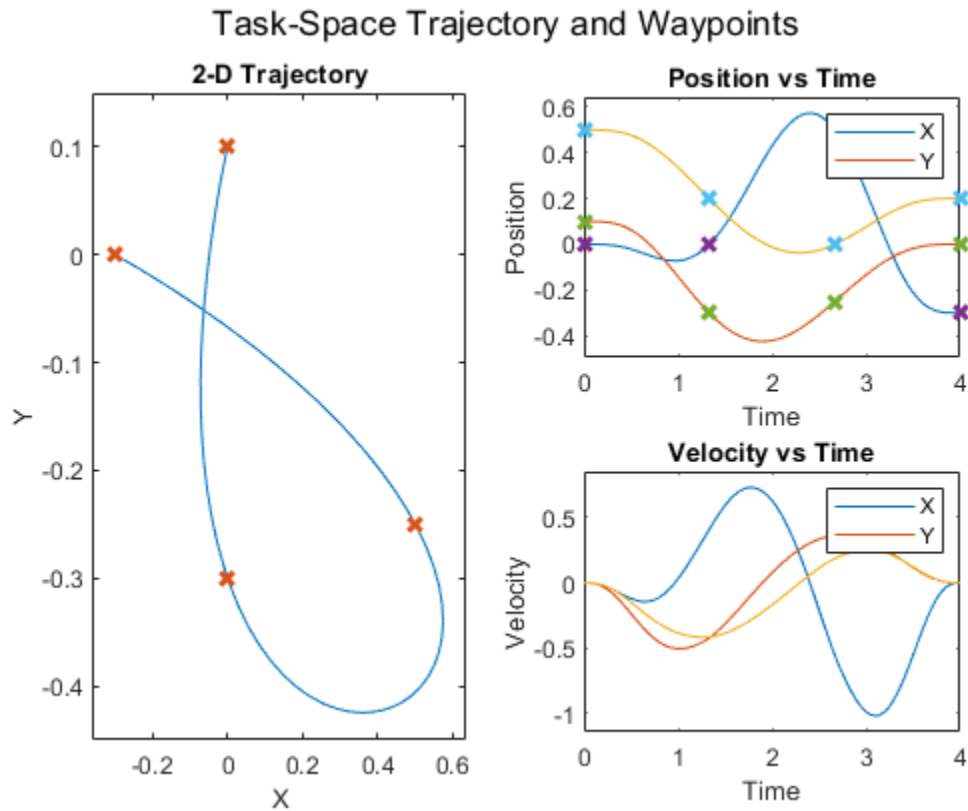 Task-Space Trajectory and Waypoints
2-D Trajectory
0.1
0
-0.1
-0.2
-0.3
-0.4
Y
-0.2 0 0.2 0.4 0.6
X
Position vs Time
0.6
0.4
0.2
0
-0.2
-0.4
Position
X
Y
0 1 2 3 4
Time
Velocity vs Time
0.5
0
-0.5
-1
Velocity
X
Y
0 1 2 3 4
Time